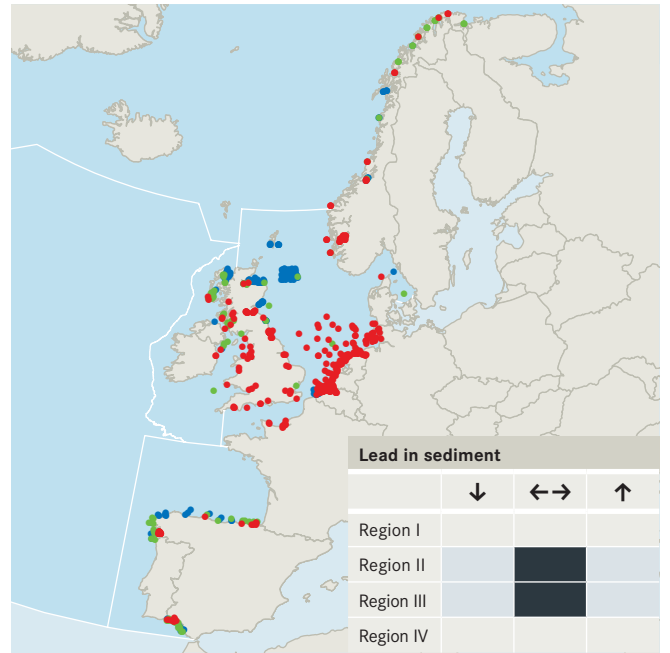 Lead in sediment
↓ ←→ ↑
Region I
Region II
Region III
Region IV